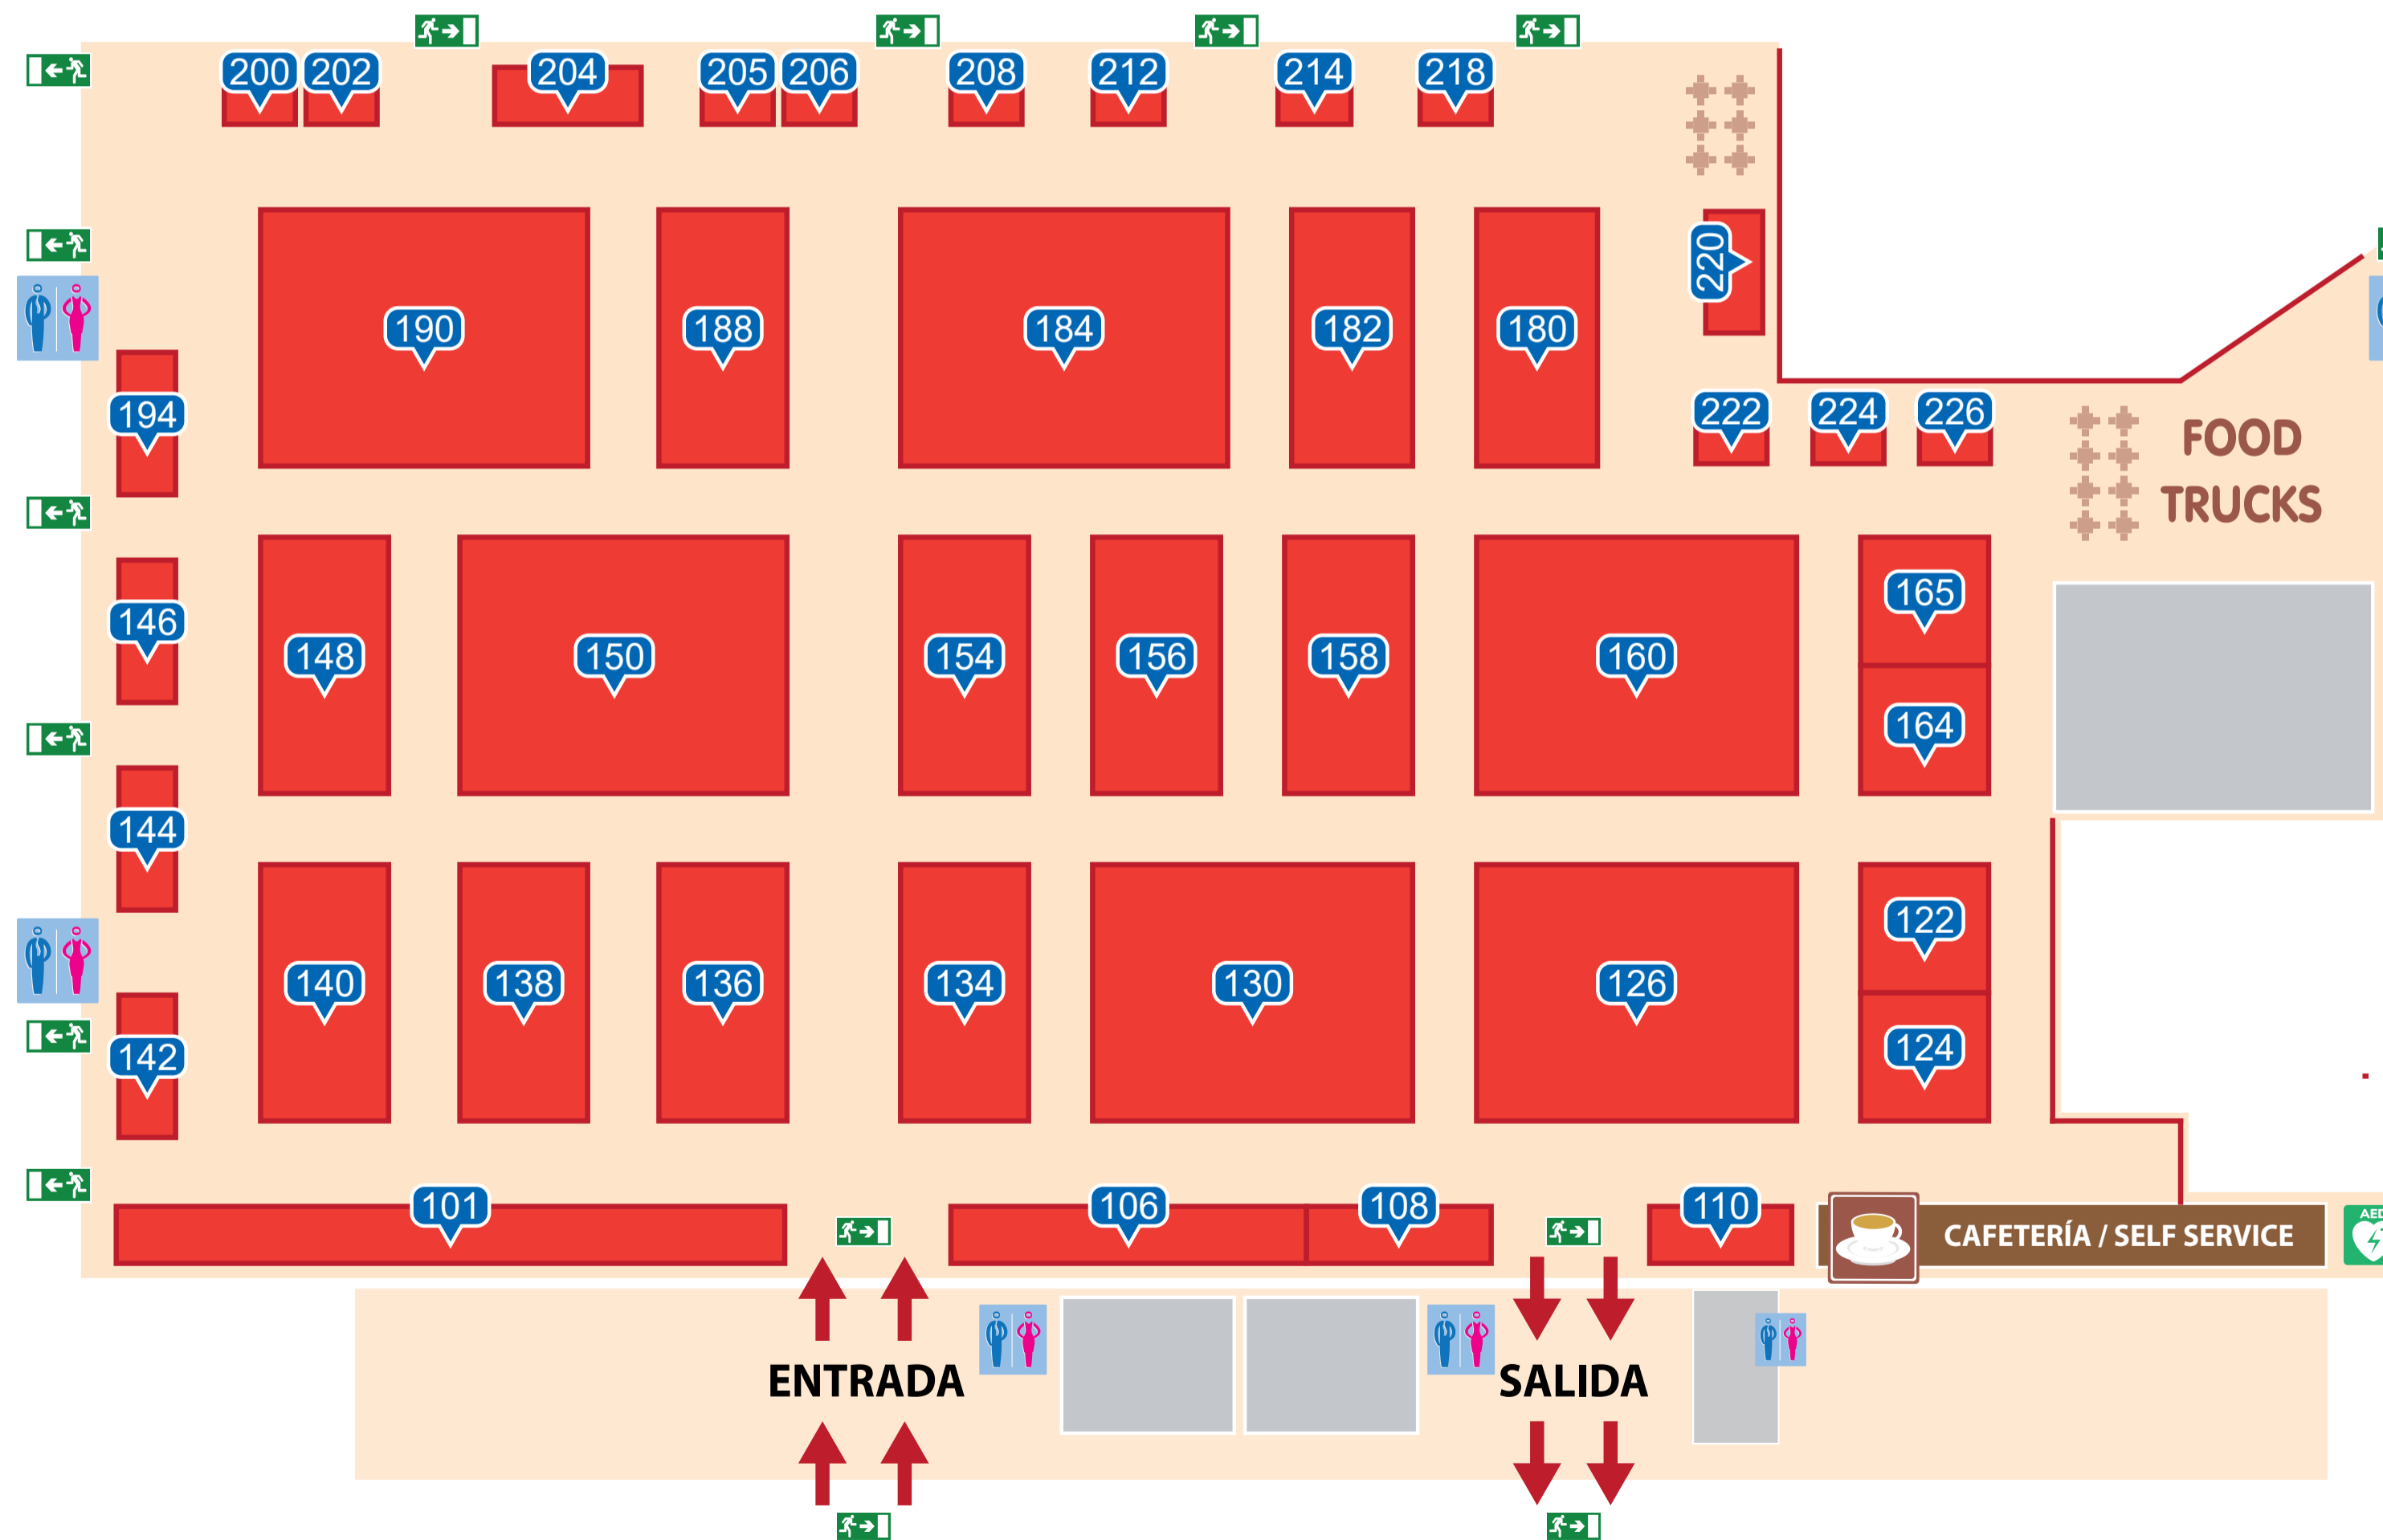 200 202 204 205 206 208 212 214 218
220
190 188 184 182 180
194 222 224 226
FOOD
TRUCKS
165
146 148 150 154 156 158 160
164
144
122
140 138 136 134 130 126
142 124
101 106 108 110
CAFETERÍA / SELF SERVICE
ENTRADA SALIDA